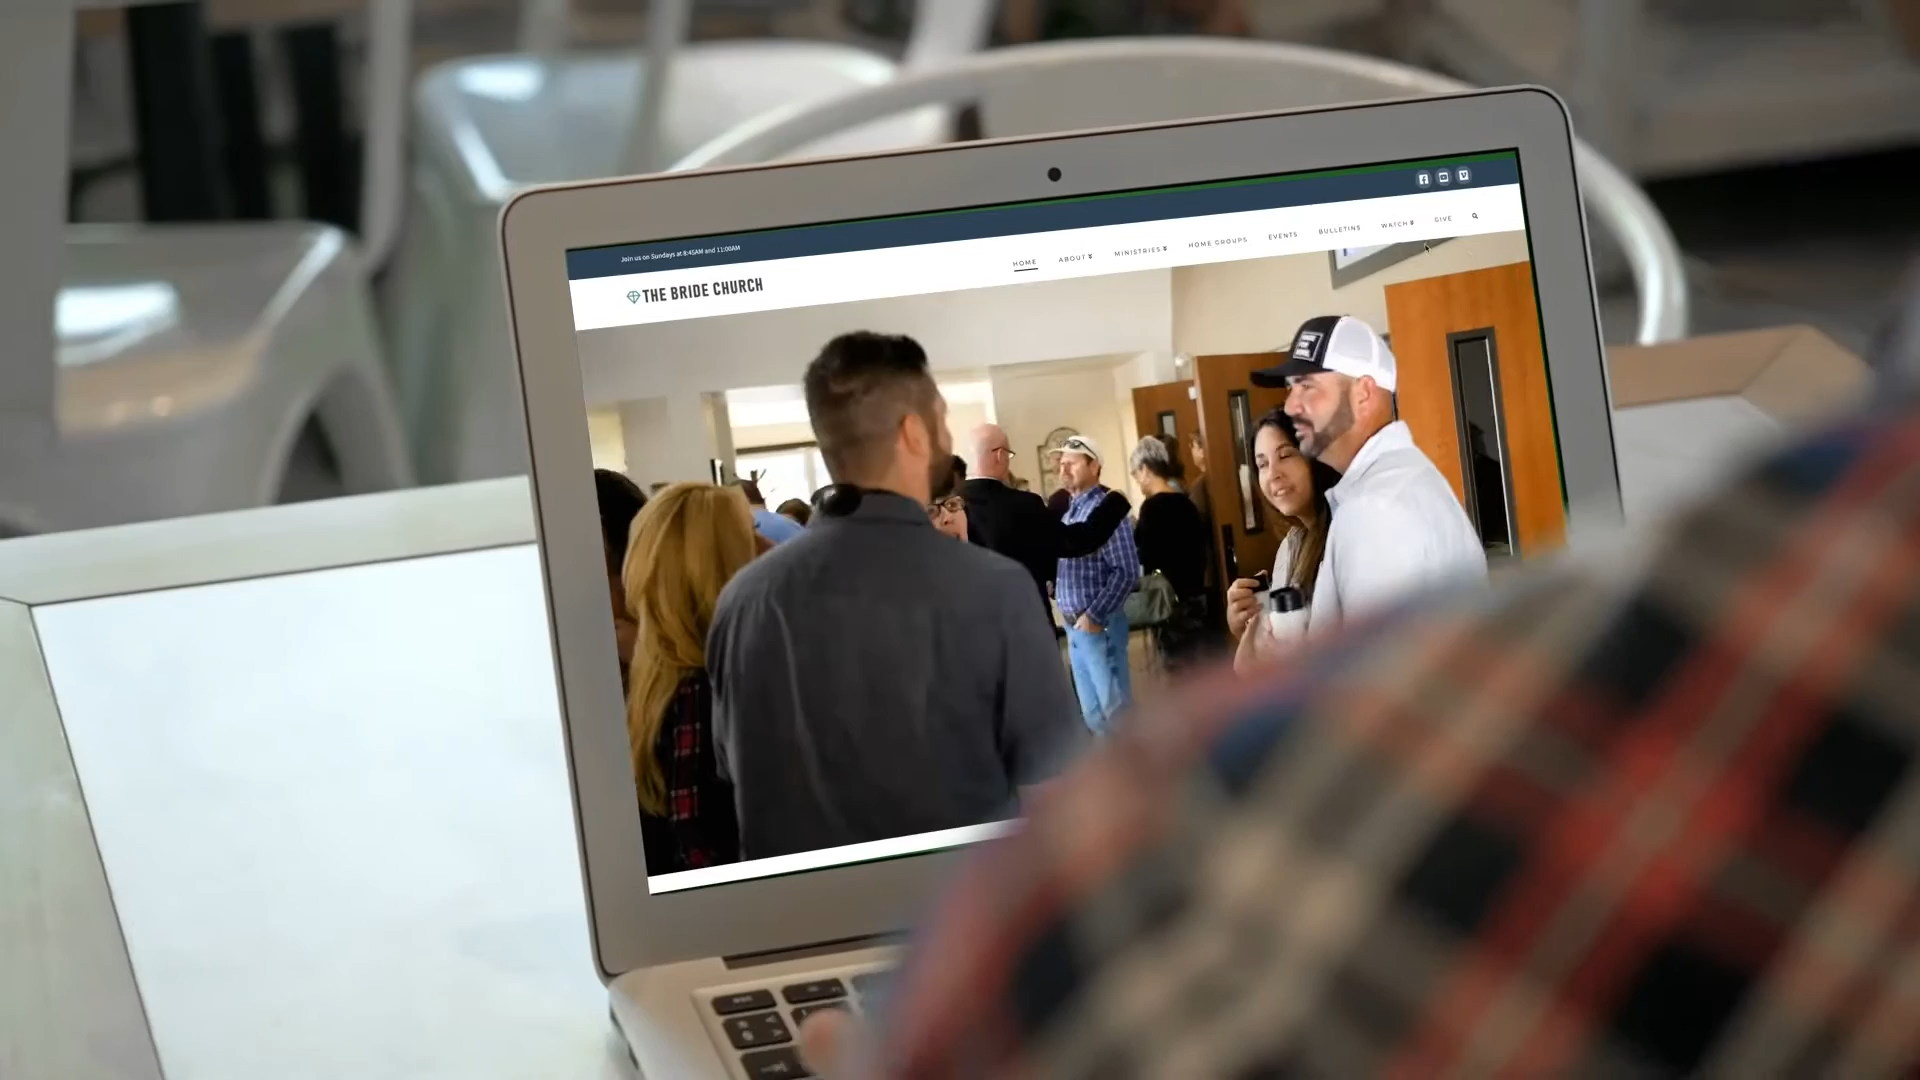 Join us on Sundays at 8:45AM and 11:00AM
THE BRIDE CHURCH
HOME ABOUT MINISTRIES HOME GROUPS EVENTS BULLETINS WATCH GIVE